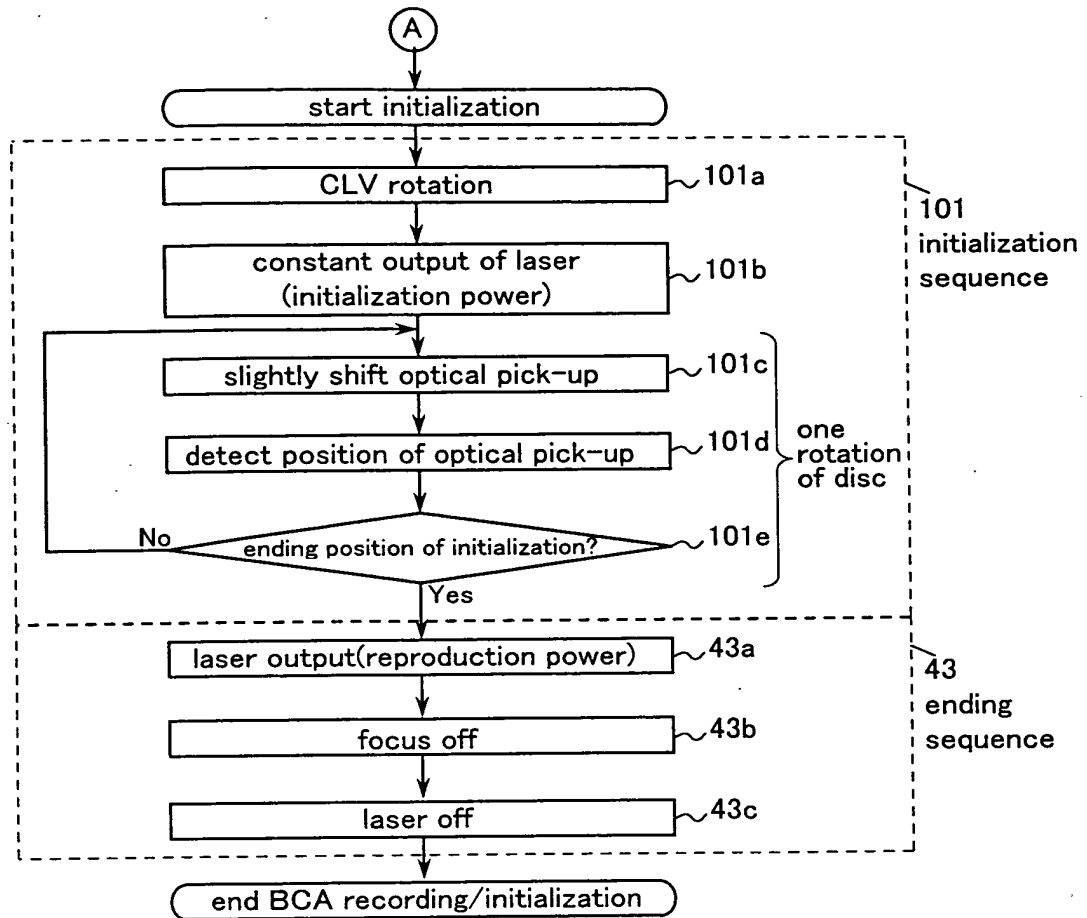 A
start initialization
CLV rotation
101a
constant output of laser
(initialization power)
101b
101
initialization
sequence
slightly shift optical pick-up
101c
detect position of optical pick-up
101d
one
rotation
of disc
No
ending position of initialization?
101e
Yes
laser output(reproduction power)
43a
43
ending
sequence
focus off
43b
laser off
43c
end BCA recording/initialization